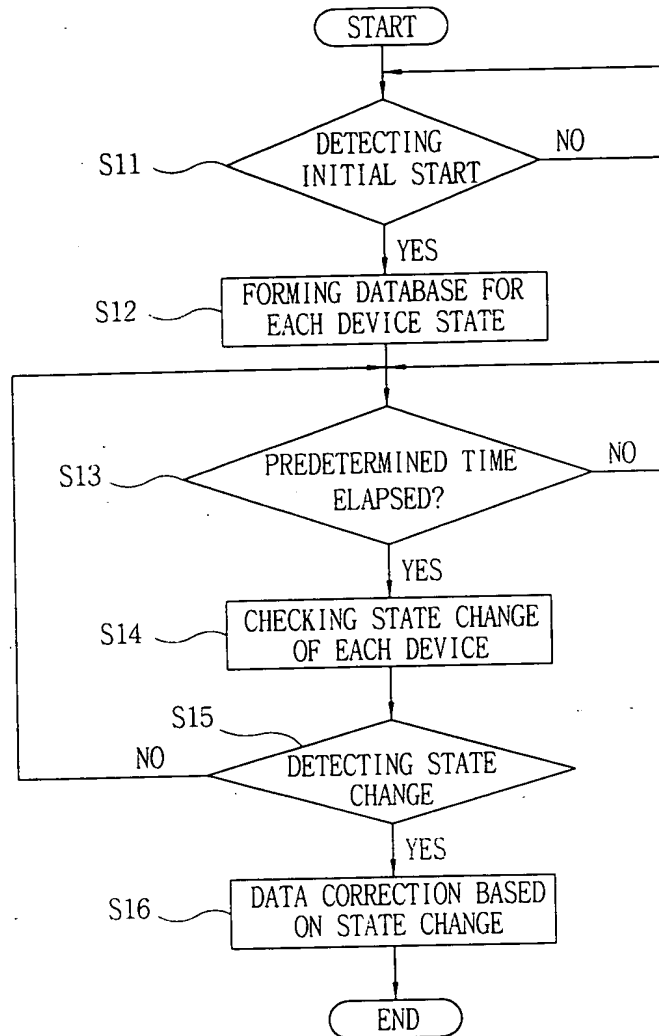 START
DETECTING
INITIAL START
NO
S11
YES
FORMING DATABASE FOR
EACH DEVICE STATE
S12
PREDETERMINED TIME
ELAPSED?
NO
S13
YES
CHECKING STATE CHANGE
OF EACH DEVICE
S14
S15
NO
DETECTING STATE
CHANGE
YES
DATA CORRECTION BASED
ON STATE CHANGE
S16
END